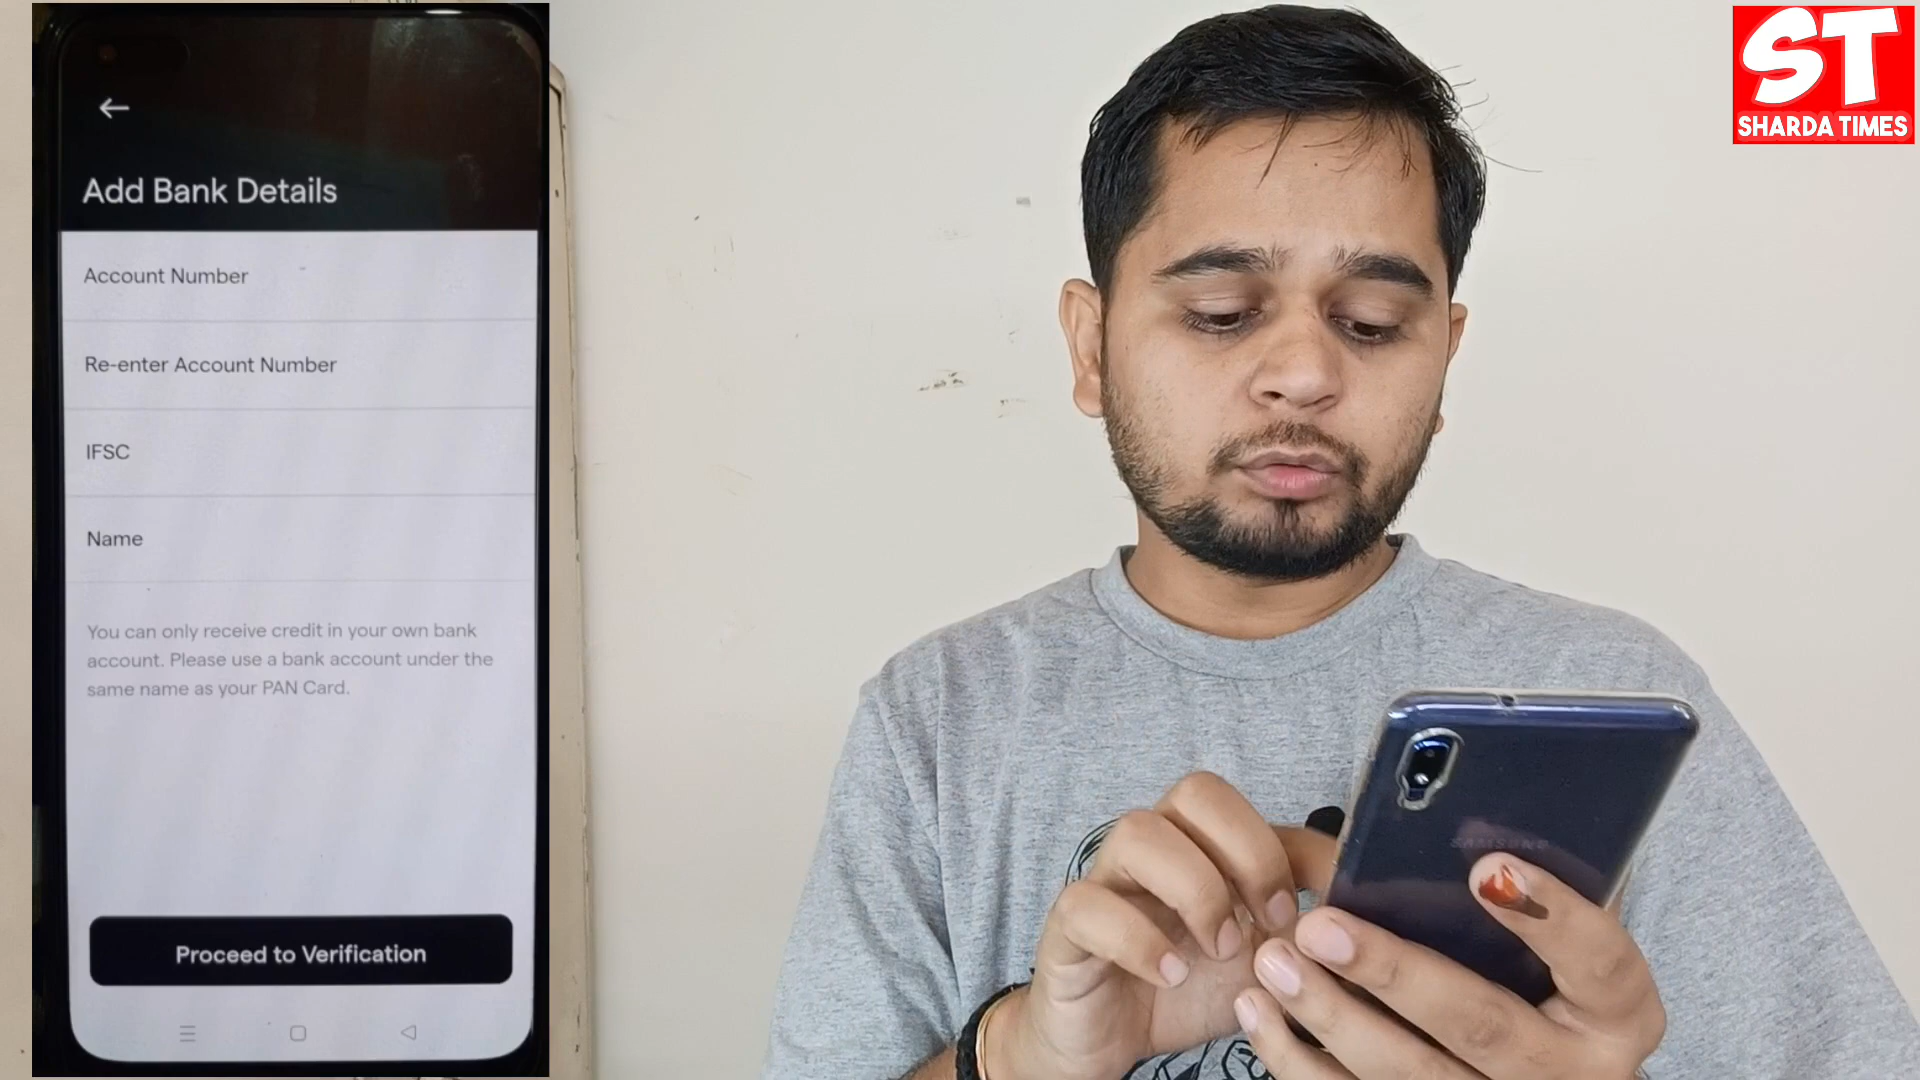 Add Bank Details
Account Number
Re-enter Account Number
IFSC
Name
You can only receive credit in your own bank
account. Please use a bank account under the
same name as your PAN Card.
Proceed to Verification
ST
SHARDA TIMES
SAMSUNG